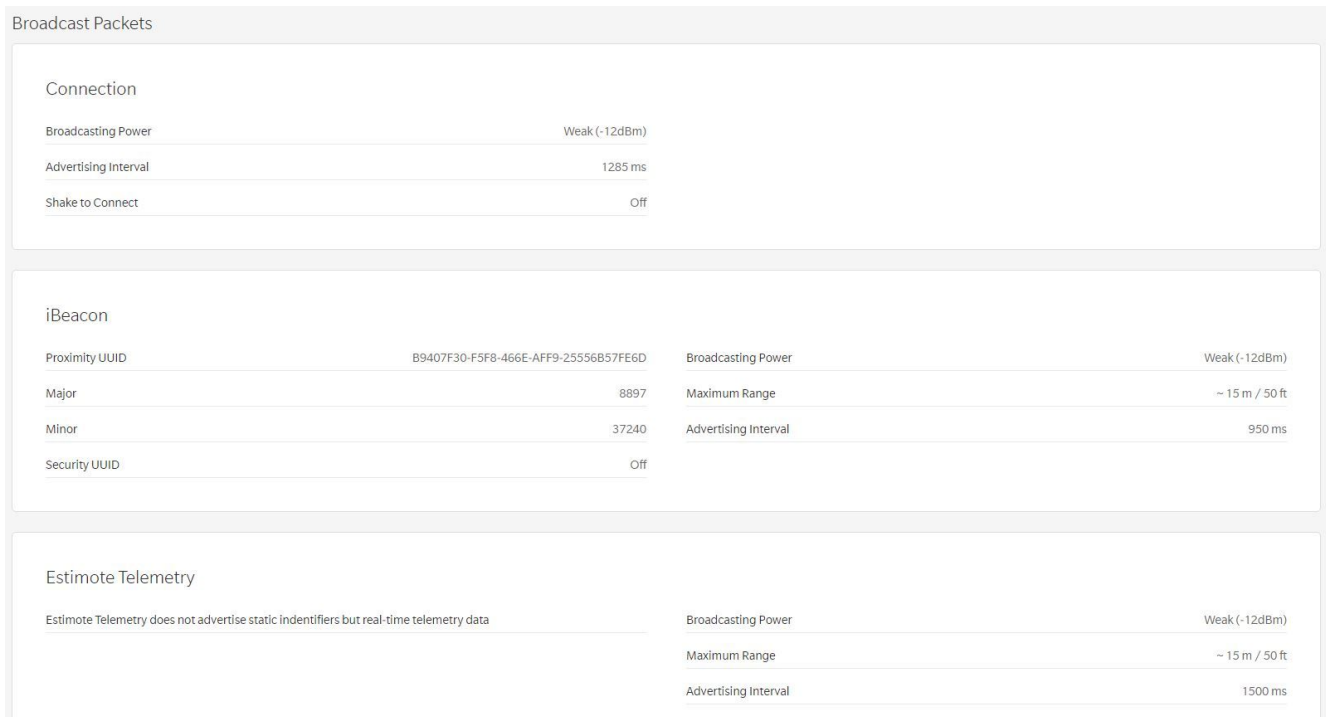 Broadcast Packets
Connection
Broadcasting Power Weak (-12dBm)
Advertising Interval 1285 ms
Shake to Connect Off
iBeacon
Proximity UUID B9407F30-F5F8-466E-AFF9-25556B57FE6D
Major 8897
Minor 37240
Security UUID Off
Broadcasting Power Weak (-12dBm)
Maximum Range ~ 15 m / 50 ft
Advertising Interval 950 ms
Estimote Telemetry
Estimote Telemetry does not advertise static indentifiers but real-time telemetry data
Broadcasting Power Weak (-12dBm)
Maximum Range ~ 15 m / 50 ft
Advertising Interval 1500 ms